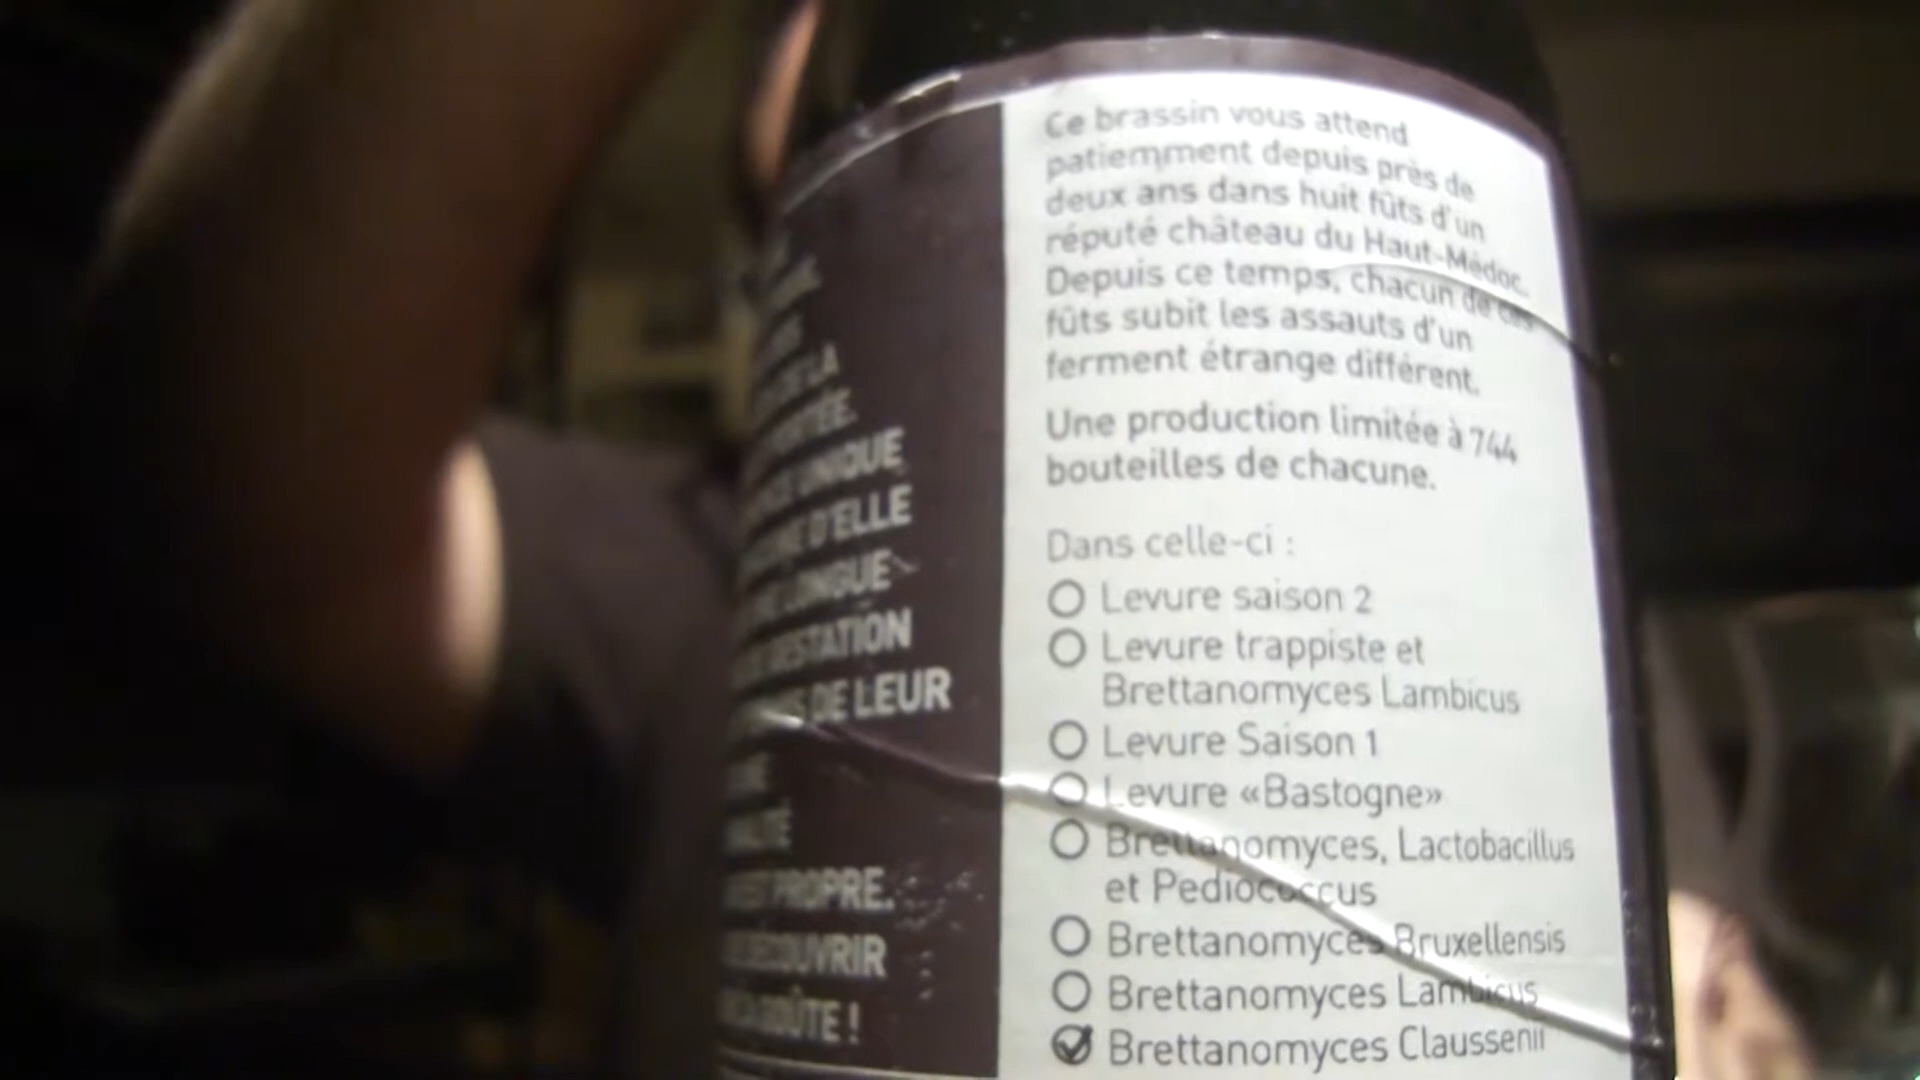 LA
UNIQUE
D'ELLE
LONGUE
GESTATION
DE LEUR
PROPRE.
DÉCOUVRIR
GOÛTE !
Ce brassin vous attend
patiemment depuis près de
deux ans dans huit fûts d'un
réputé château du Haut-Médoc.
Depuis ce temps, chacun de ces
fûts subit les assauts d'un
ferment étrange différent.
Une production limitée à 744
bouteilles de chacune.
Dans celle-ci :
Levure saison 2
Levure trappiste et
Brettanomyces Lambicus
Levure Saison 1
Levure «Bastogne»
Brettanomyces, Lactobacillus
et Pediococcus
Brettanomyces Bruxellensis
Brettanomyces Lambicus
Brettanomyces Claussenii